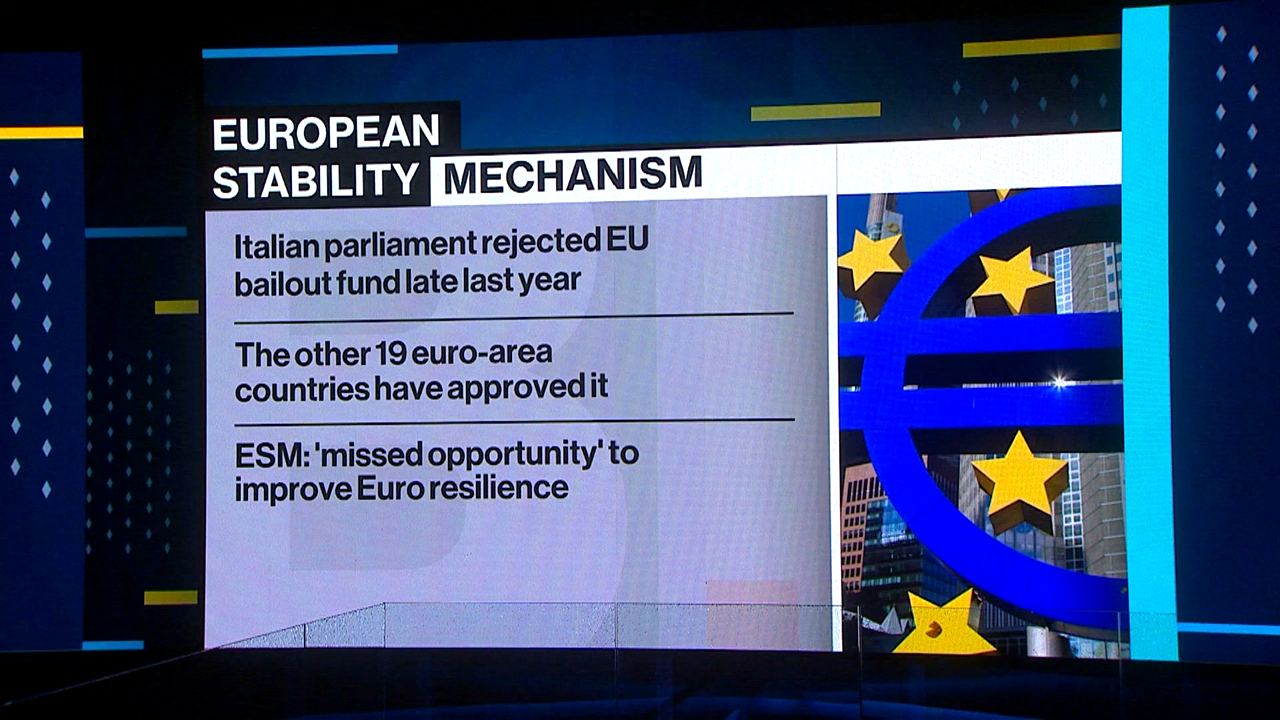 EUROPEAN
STABILITY MECHANISM
Italian parliament rejected EU
bailout fund late last year
The other 19 euro-area
countries have approved it
ESM: 'missed opportunity' to
improve Euro resilience